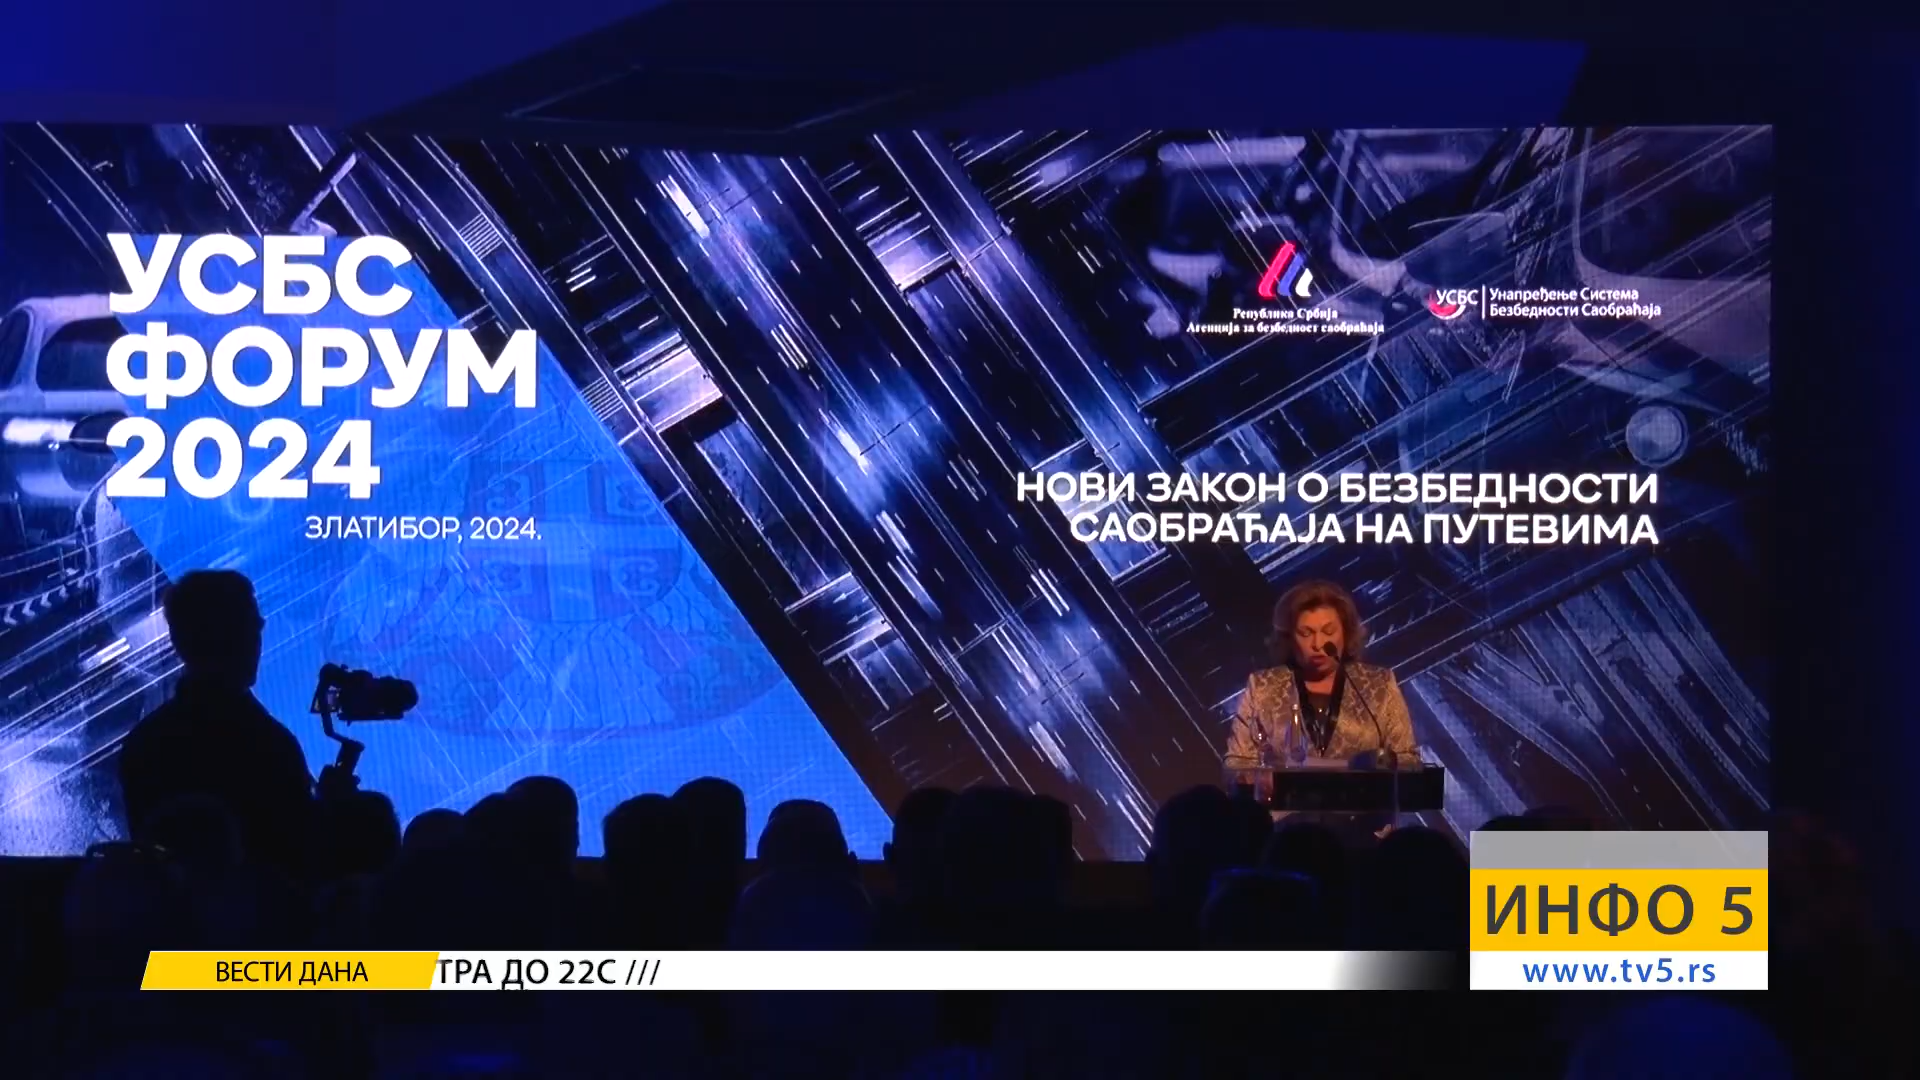 УСБС
ФОРУМ
2024
ЗЛАТИБОР, 2024.
Република Србија
Агенција за безбедност саобраћаја
УСБС
Унапређење Система
Безбедности Саобраћаја
НОВИ ЗАКОН О БЕЗБЕДНОСТИ
САОБРАЋАЈА НА ПУТЕВИМА
ИНФО 5
www.tv5.rs
ВЕСТИ ДАНА
ТРА ДО 22С ///